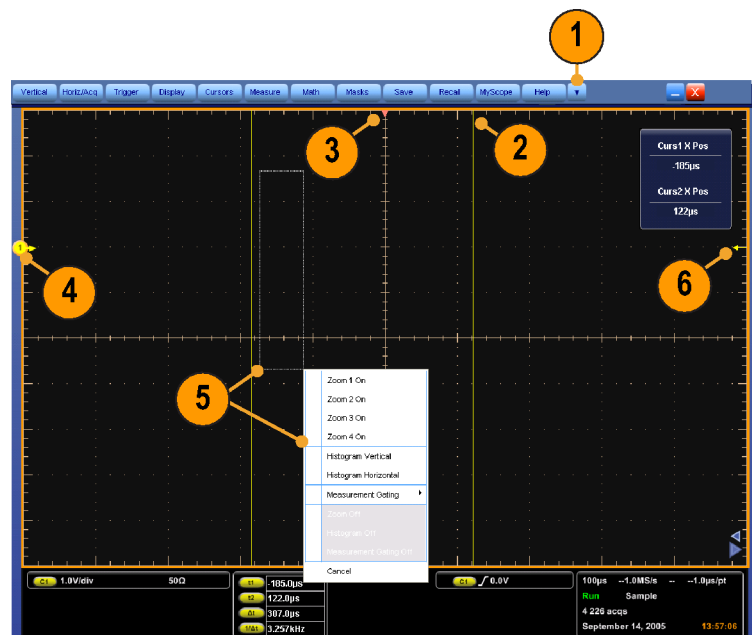 1
Vertical Horiz/Acq Trigger Display Cursors Measure Math Masks Save Recall MyScope Help
3
2
Curs1 X Pos
-185µs
Curs2 X Pos
122µs
1
4
6
5
Zoom 1 On
Zoom 2 On
Zoom 3 On
Zoom 4 On
Histogram Vertical
Histogram Horizontal
Measurement Gating
Zoom Off
Histogram Off
Measurement Gating Off
Cancel
C1 1.0V/div 50Ω
t1 -185.0µs
t2 122.0µs
Δt 307.0µs
1/Δt 3.257kHz
C1 0.0V
100µs --1.0MS/s -- --1.0µs/pt
Run Sample
4 226 acqs
September 14, 2005 13:57:06